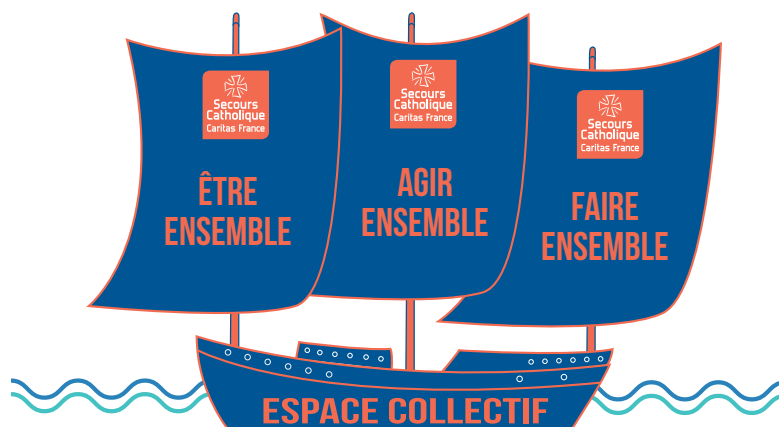 Secours
Catholique
Caritas France
ÊTRE
ENSEMBLE
Secours
Catholique
Caritas France
AGIR
ENSEMBLE
Secours
Catholique
Caritas France
FAIRE
ENSEMBLE
ESPACE COLLECTIF